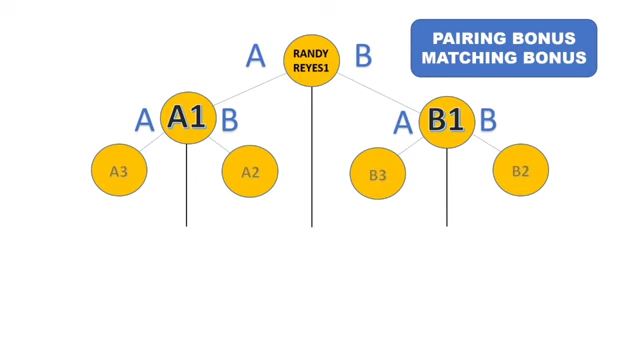 PAIRING BONUS
MATCHING BONUS
A
RANDY
REYES1
B
A
A1
B
A
B1
B
A3
A2
B3
B2